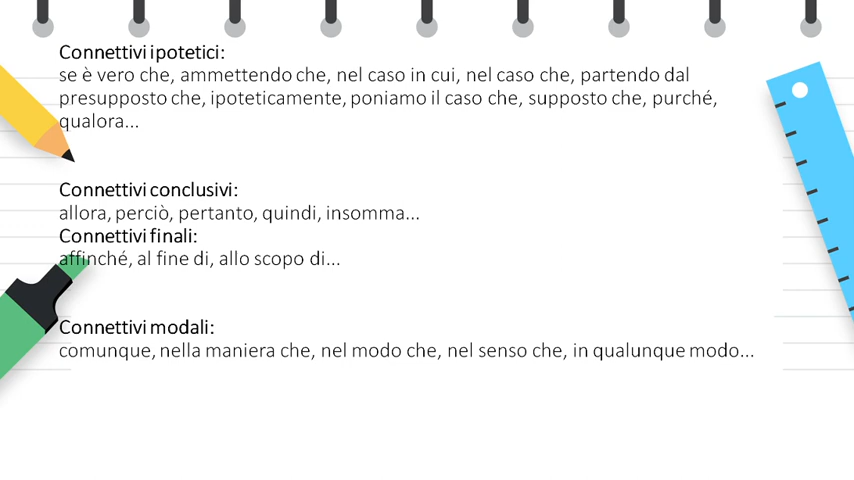 Connettivi ipotetici:
se è vero che, ammettendo che, nel caso in cui, nel caso che, partendo dal
presupposto che, ipoteticamente, poniamo il caso che, supposto che, purché,
qualora...
Connettivi conclusivi:
allora, perciò, pertanto, quindi, insomma...
Connettivi finali:
affinché, al fine di, allo scopo di...
Connettivi modali:
comunque, nella maniera che, nel modo che, nel senso che, in qualunque modo...